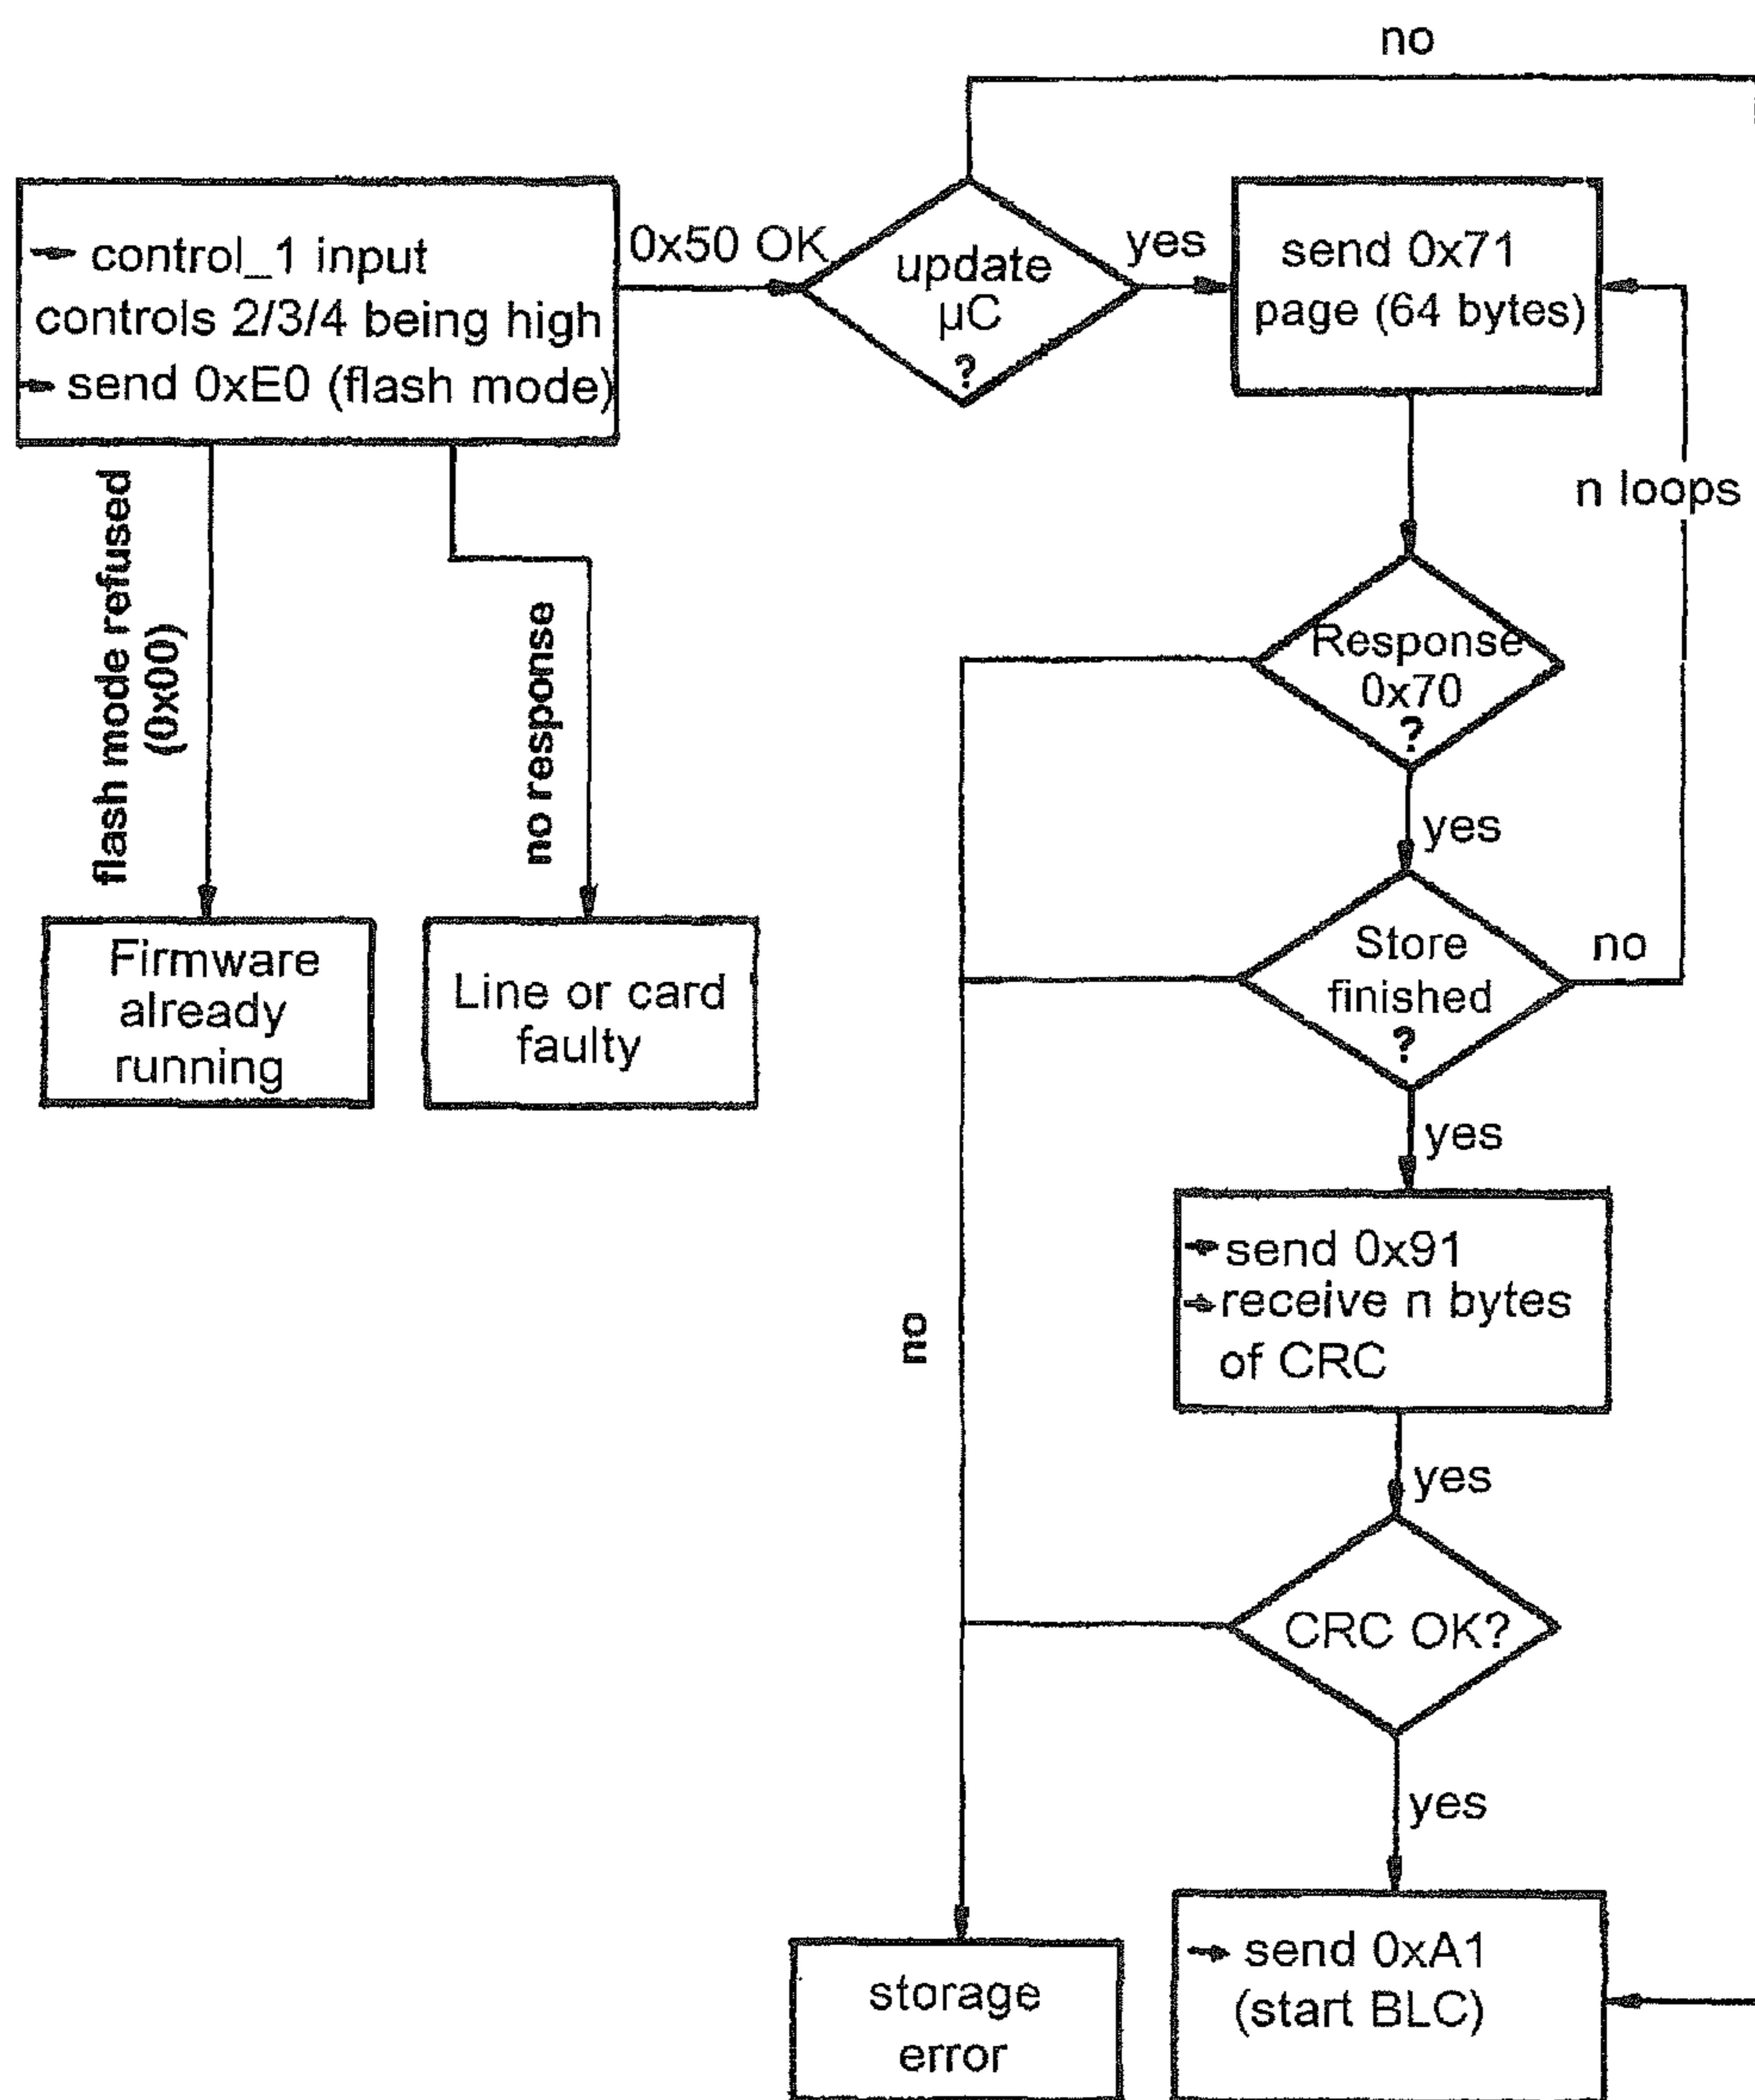 no
control_1 input
controls 2/3/4 being high
send 0xE0 (flash mode)
0x50 OK
update
µC
?
yes
send 0x71
page (64 bytes)
n loops
flash mode refused
(0x00)
no response
Response
0x70
?
yes
Firmware
already
running
Line or card
faulty
Store
finished
?
no
yes
send 0x91
receive n bytes
of CRC
no
yes
CRC OK?
yes
storage
error
send 0xA1
(start BLC)